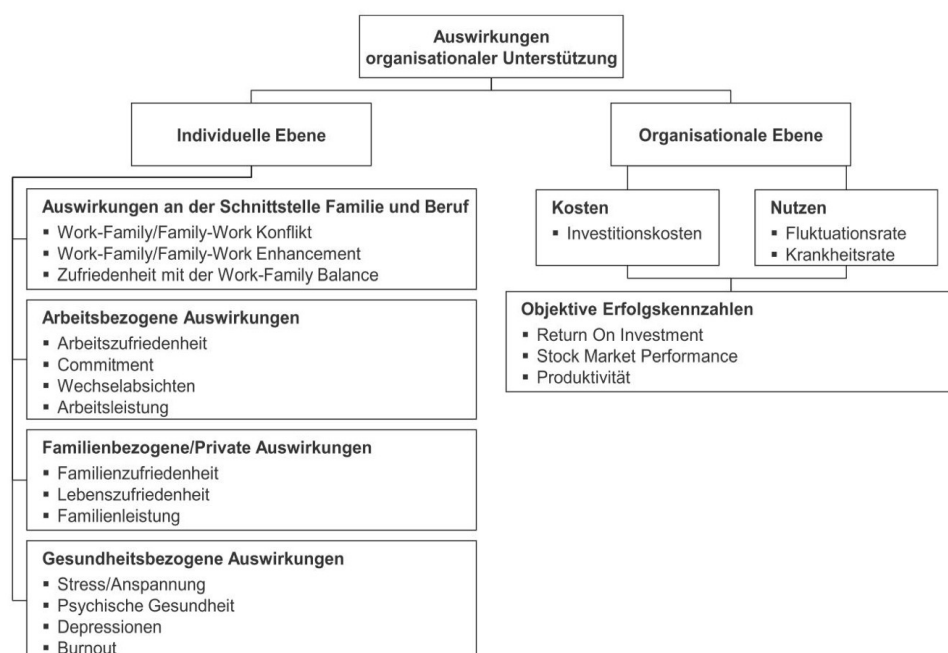 Auswirkungen
organisationaler Unterstützung
Individuelle Ebene
Organisationale Ebene
Auswirkungen an der Schnittstelle Familie und Beruf
▪ Work-Family/Family-Work Konflikt
▪ Work-Family/Family-Work Enhancement
▪ Zufriedenheit mit der Work-Family Balance
Arbeitsbezogene Auswirkungen
▪ Arbeitszufriedenheit
▪ Commitment
▪ Wechselabsichten
▪ Arbeitsleistung
Familienbezogene/Private Auswirkungen
▪ Familienzufriedenheit
▪ Lebenszufriedenheit
▪ Familienleistung
Gesundheitsbezogene Auswirkungen
▪ Stress/Anspannung
▪ Psychische Gesundheit
▪ Depressionen
▪ Burnout
Kosten
▪ Investitionskosten
Nutzen
▪ Fluktuationsrate
▪ Krankheitsrate
Objektive Erfolgskennzahlen
▪ Return On Investment
▪ Stock Market Performance
▪ Produktivität